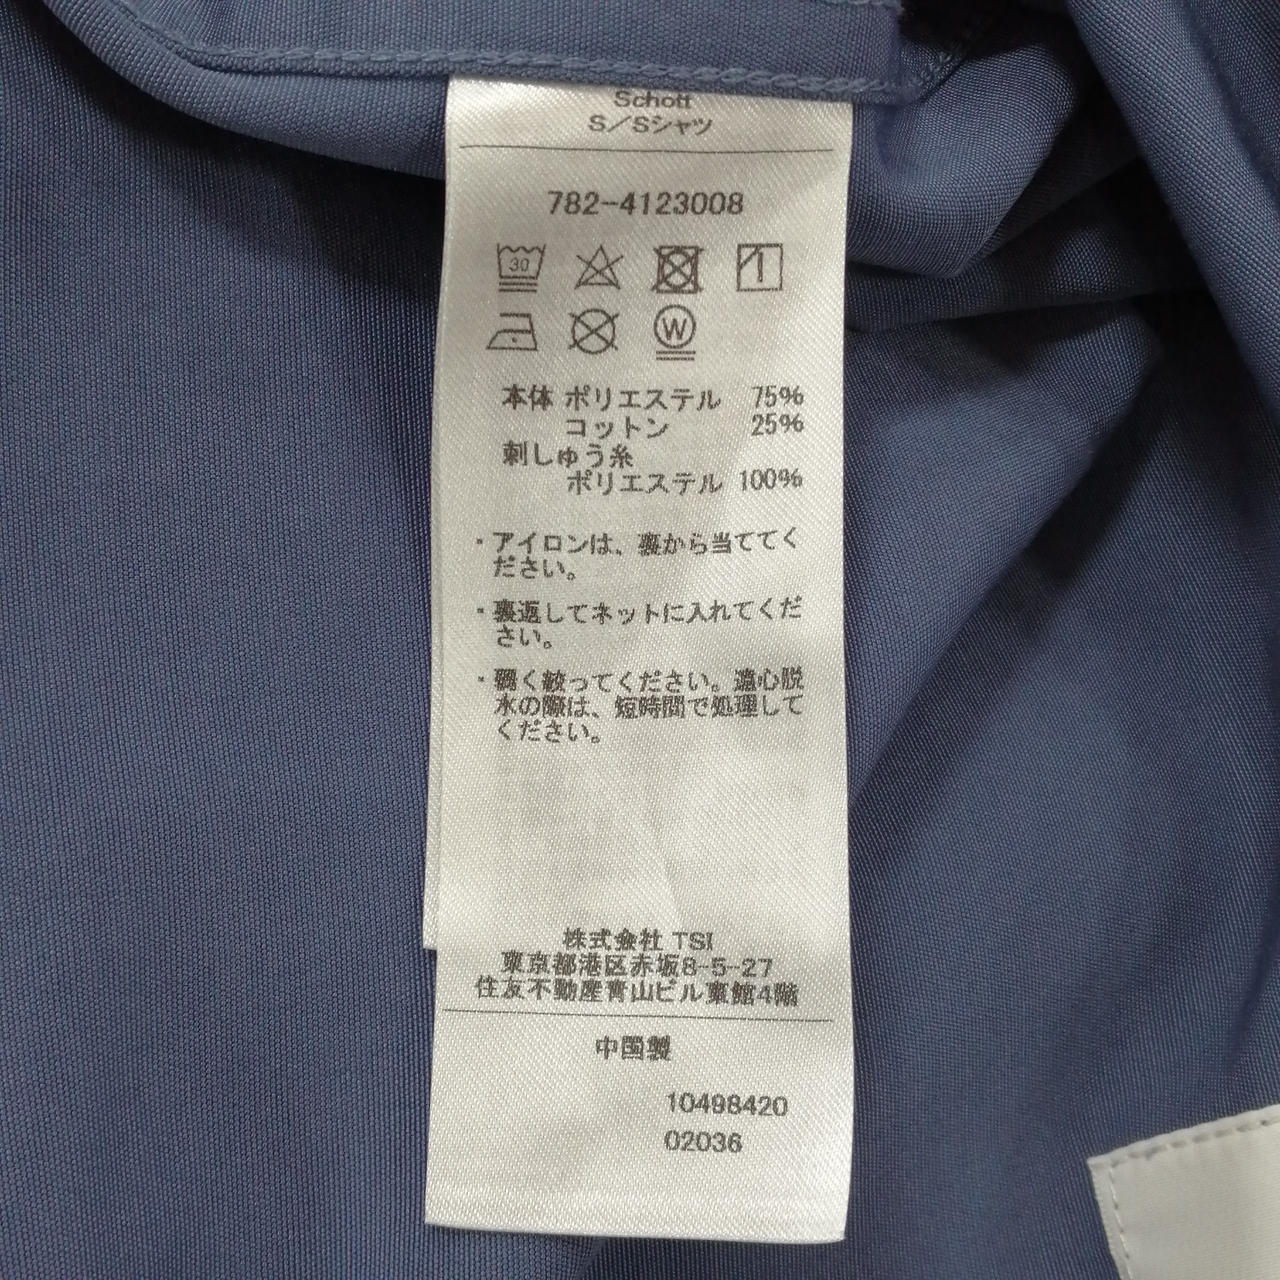 Schott
S/Sシャツ
782-4123008
30
W
本体 ポリエステル 75%
コットン 25%
刺しゅう糸
ポリエステル 100%
・アイロンは、裏から当ててく
ださい。
・裏返してネットに入れてくだ
さい。
・弱く絞ってください。遠心脱
水の際は、短時間で処理して
ください。
株式会社 TSI
東京都港区赤坂8-5-27
住友不動産青山ビル東館4階
中国製
10498420
02036